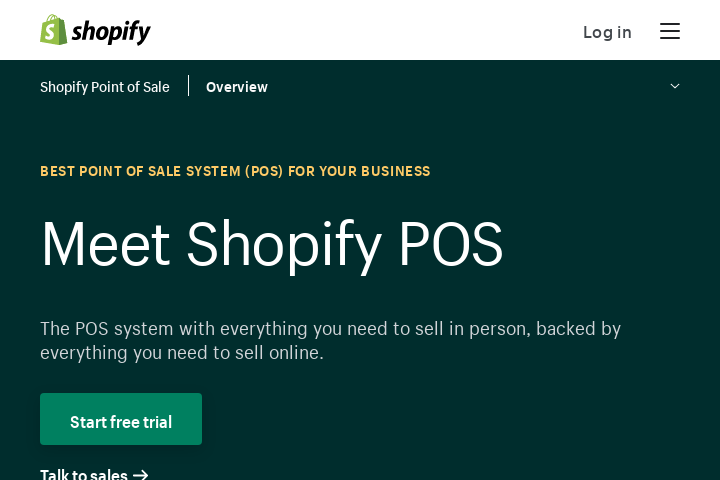 shopify
Log in
Shopify Point of Sale
Overview
BEST POINT OF SALE SYSTEM (POS) FOR YOUR BUSINESS
Meet Shopify POS
The POS system with everything you need to sell in person, backed by
everything you need to sell online.
Start free trial
Talk to sales →